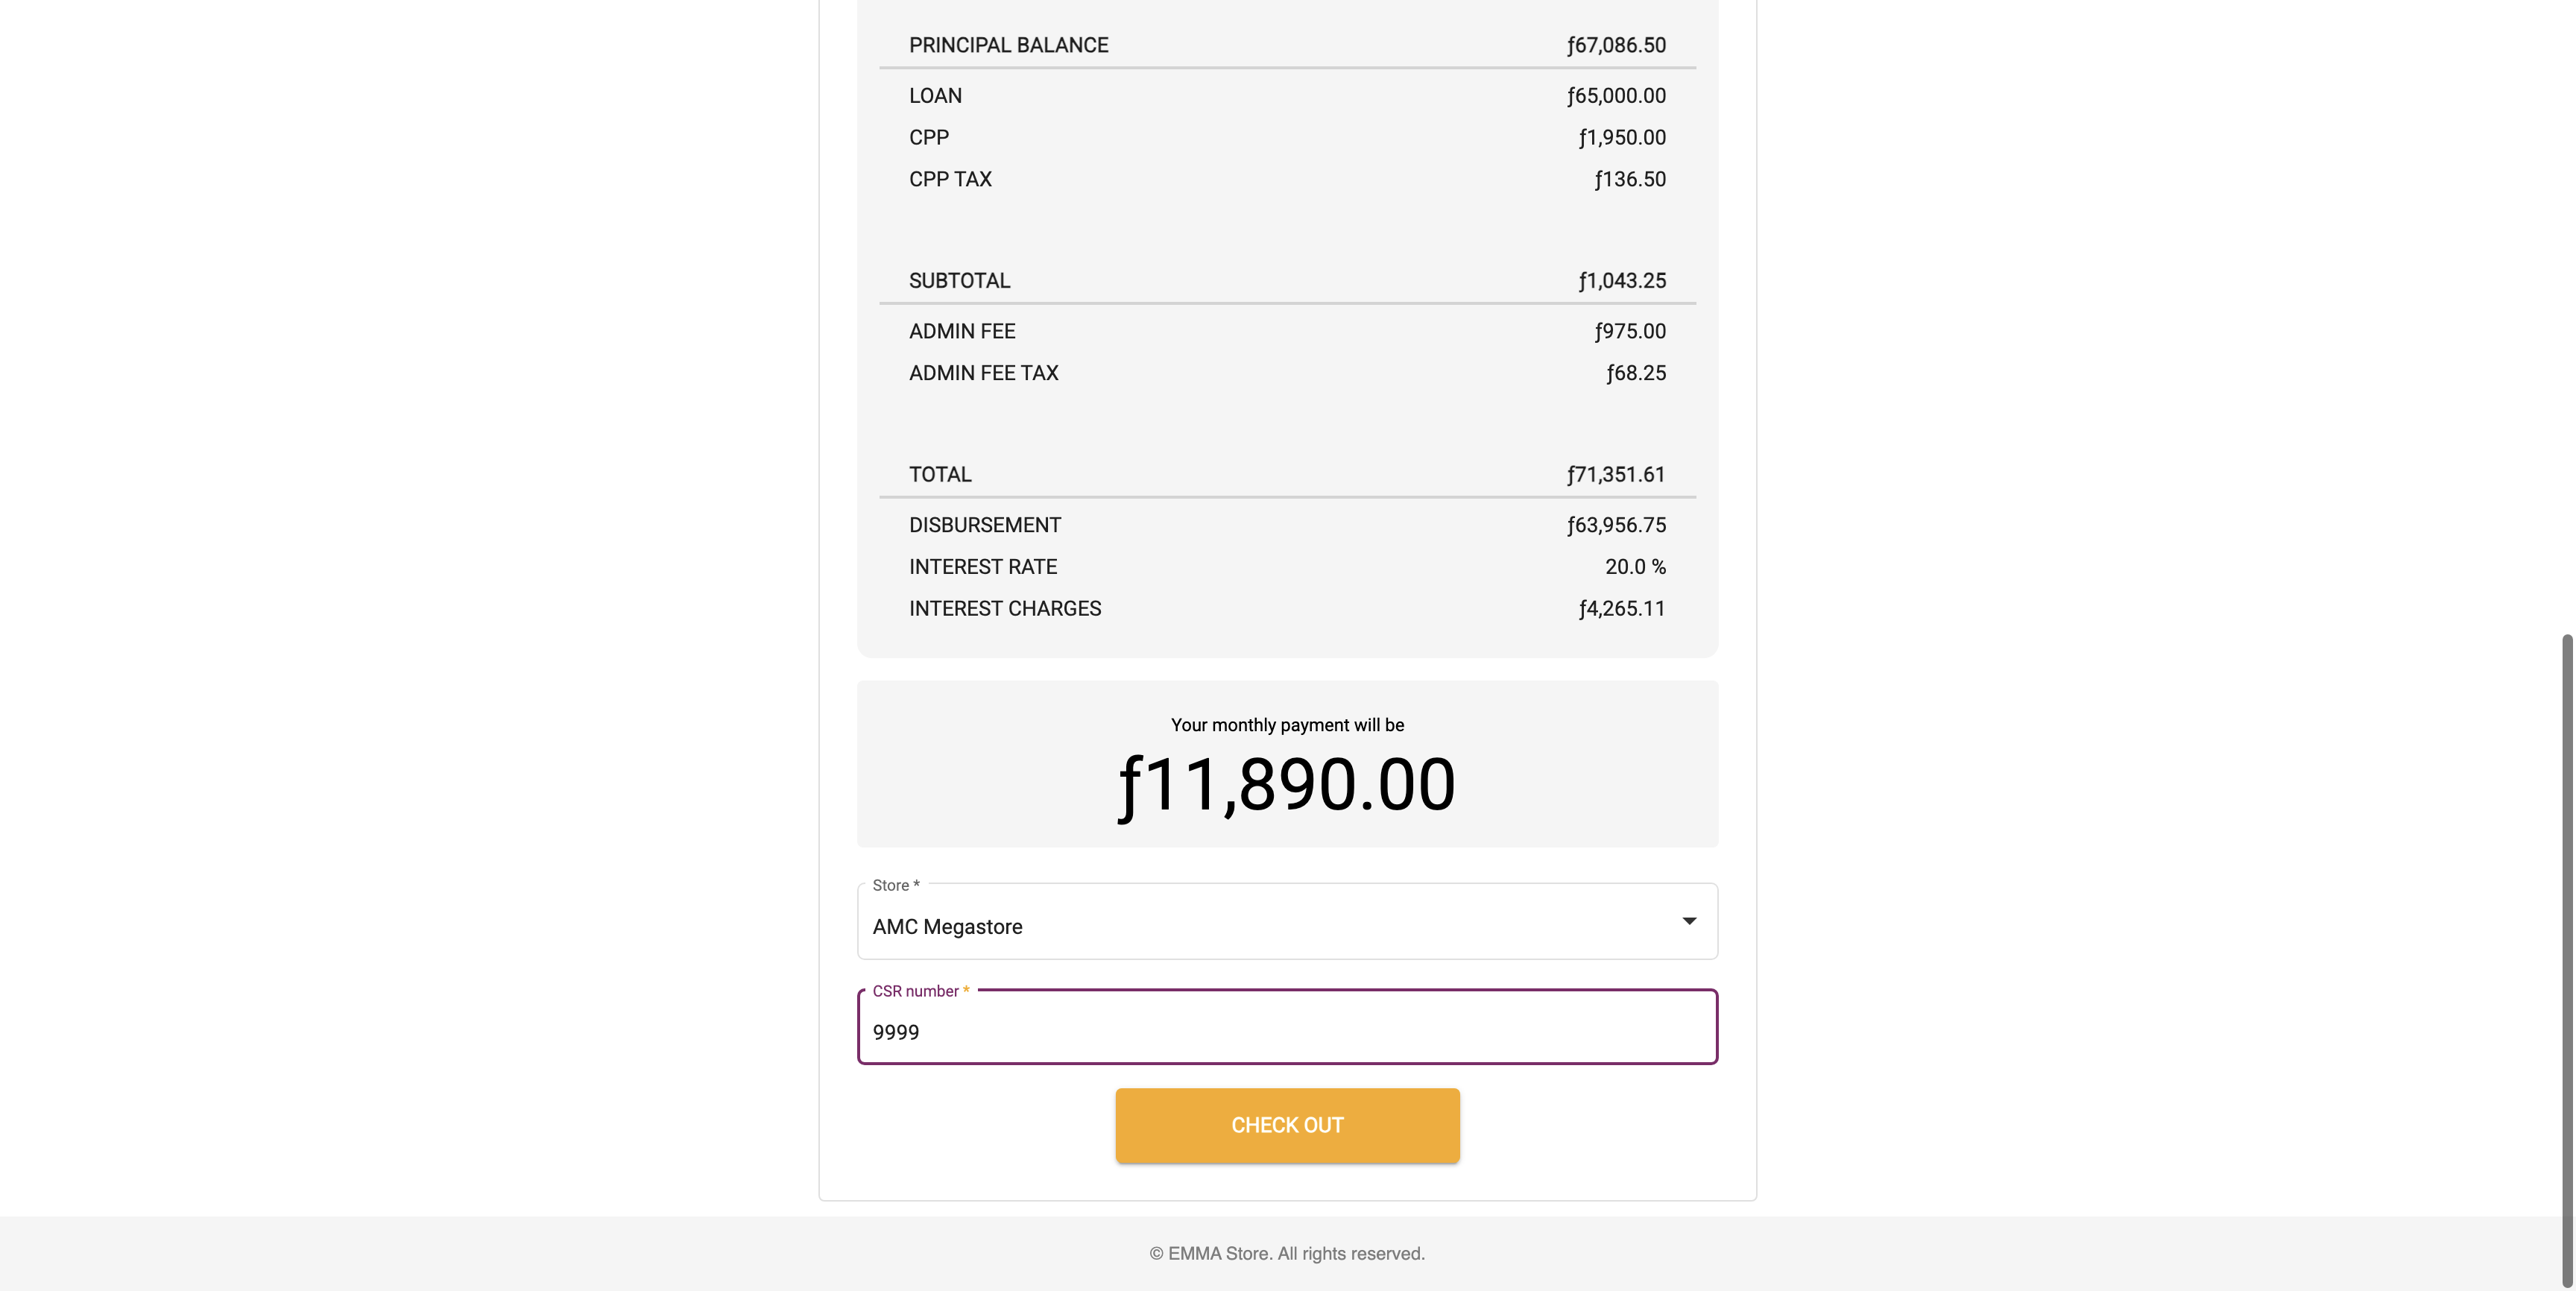 PRINCIPAL BALANCE ƒ67,086.50
LOAN ƒ65,000.00
CPP ƒ1,950.00
CPP TAX ƒ136.50
SUBTOTAL ƒ1,043.25
ADMIN FEE ƒ975.00
ADMIN FEE TAX ƒ68.25
TOTAL ƒ71,351.61
DISBURSEMENT ƒ63,956.75
INTEREST RATE 20.0 %
INTEREST CHARGES ƒ4,265.11
Your monthly payment will be
ƒ11,890.00
Store *
AMC Megastore
CSR number *
9999
CHECK OUT
© EMMA Store. All rights reserved.